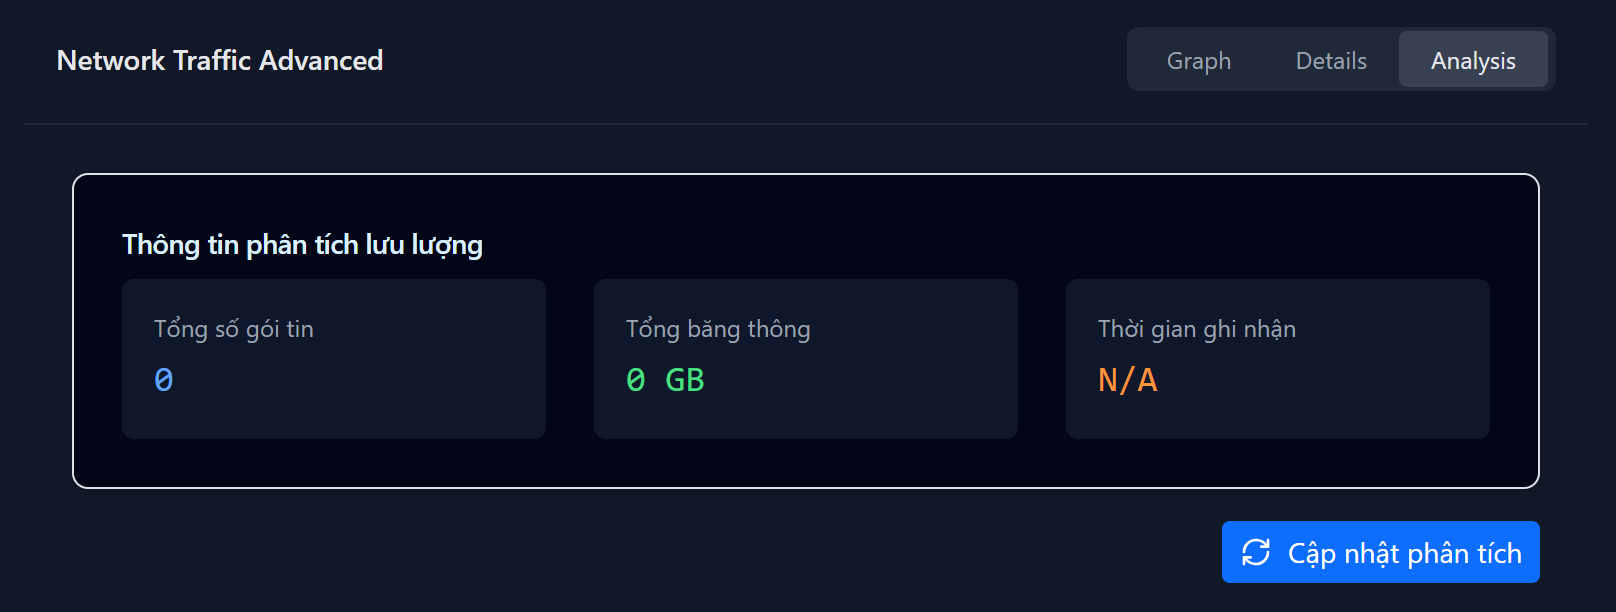 Network Traffic Advanced
Graph
Details
Analysis
Thông tin phân tích lưu lượng
Tổng số gói tin
0
Tổng băng thông
0 GB
Thời gian ghi nhận
N/A
Cập nhật phân tích